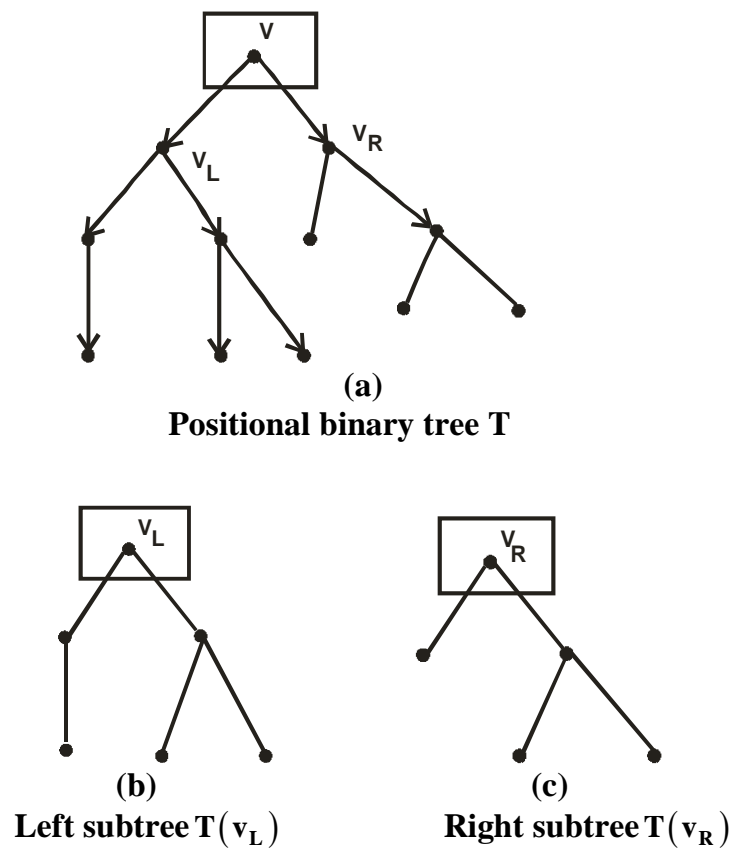 V
V_R
V_L
(a)
Positional binary tree T
V_L
V_R
(b)
(c)
Left subtree T(v_L)
Right subtree T(v_R)